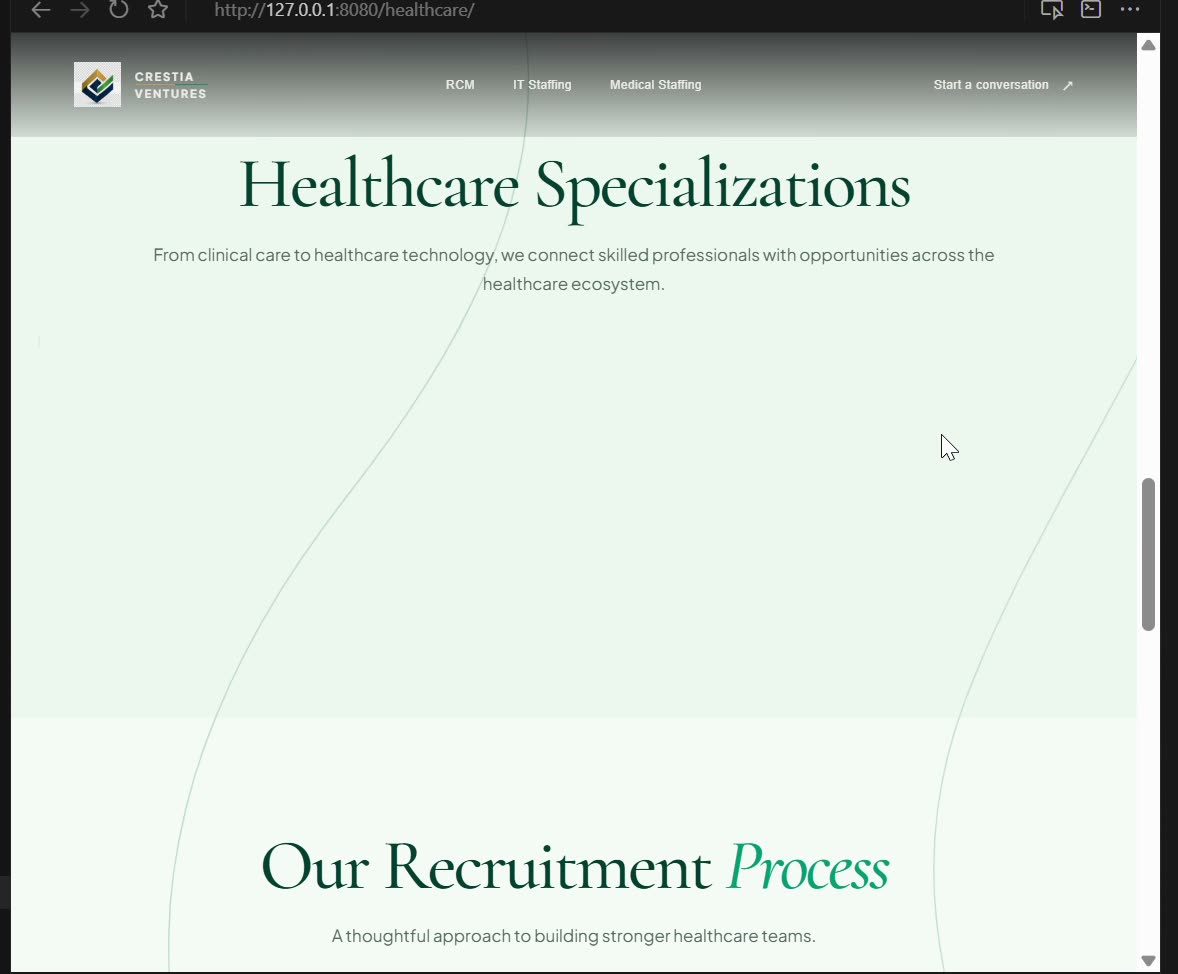 http://127.0.0.1:8080/healthcare/
CRESTIA
VENTURES
RCM
IT Staffing
Medical Staffing
Start a conversation ↗
Healthcare Specializations
From clinical care to healthcare technology, we connect skilled professionals with opportunities across the
healthcare ecosystem.
Our Recruitment Process
A thoughtful approach to building stronger healthcare teams.